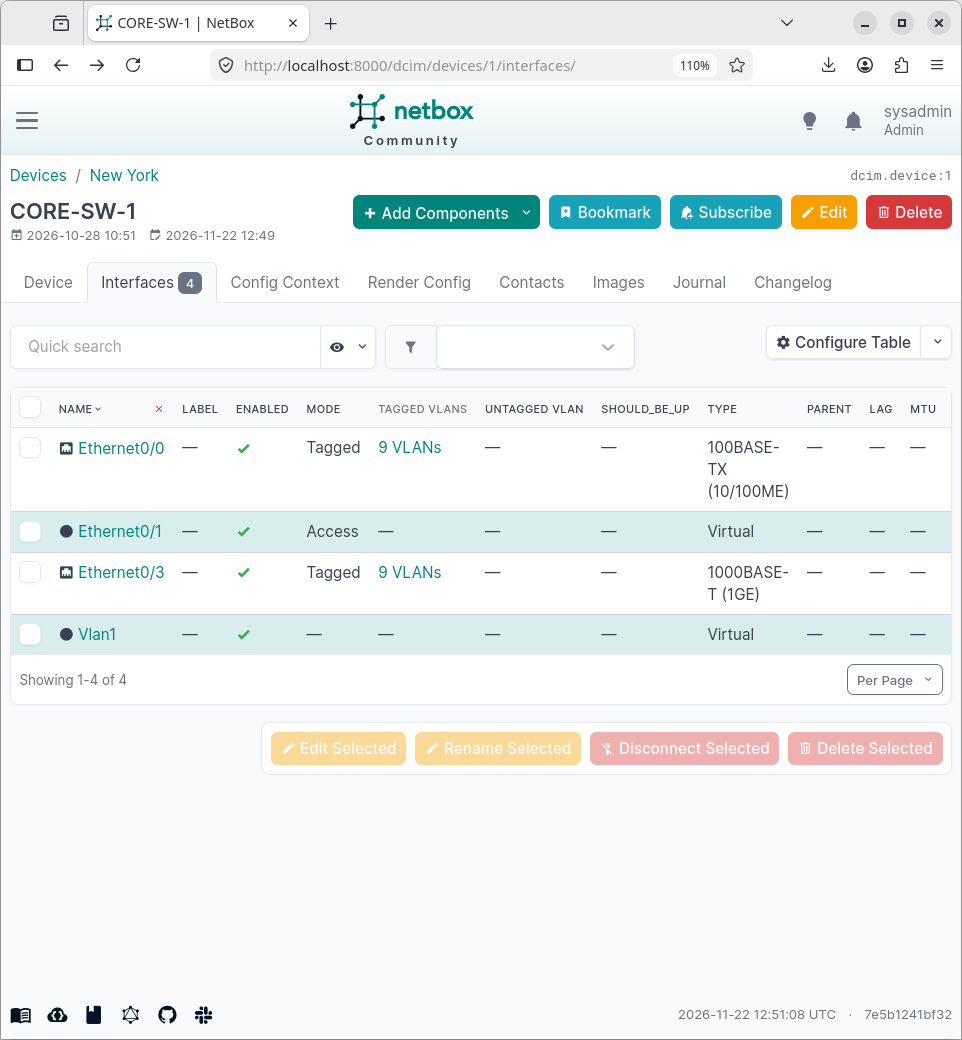 CORE-SW-1 | NetBox
http://localhost:8000/dcim/devices/1/interfaces/ 110%
netbox
Community
sysadmin
Admin
Devices / New York dcim.device:1
CORE-SW-1
2026-10-28 10:51 2026-11-22 12:49
Add Components Bookmark Subscribe Edit Delete
Device Interfaces 4 Config Context Render Config Contacts Images Journal Changelog
Quick search Configure Table
NAME LABEL ENABLED MODE TAGGED VLANS UNTAGGED VLAN SHOULD_BE_UP TYPE PARENT LAG MTU
Ethernet0/0 — Tagged 9 VLANs — — 100BASE-TX (10/100ME) — — —
Ethernet0/1 — Access — — — Virtual — — —
Ethernet0/3 — Tagged 9 VLANs — — 1000BASE-T (1GE) — — —
Vlan1 — — — — — Virtual — — —
Showing 1-4 of 4 Per Page
Edit Selected Rename Selected Disconnect Selected Delete Selected
2026-11-22 12:51:08 UTC · 7e5b1241bf32